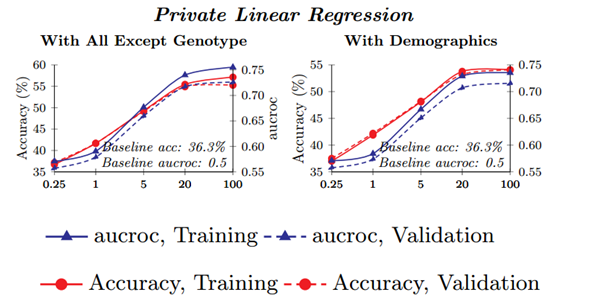 Private Linear Regression
With All Except Genotype
With Demographics
60
55
50
45
40
35
Accuracy (%)
0.75
0.70
0.65
0.60
0.55
aucroc
Baseline acc: 36.3%
Baseline aucroc: 0.5
0.25 1 5 20 100
55
50
45
40
35
Accuracy (%)
0.75
0.70
0.65
0.60
0.55
Baseline acc: 36.3%
Baseline aucroc: 0.5
0.25 1 5 20 100
aucroc, Training aucroc, Validation
Accuracy, Training Accuracy, Validation